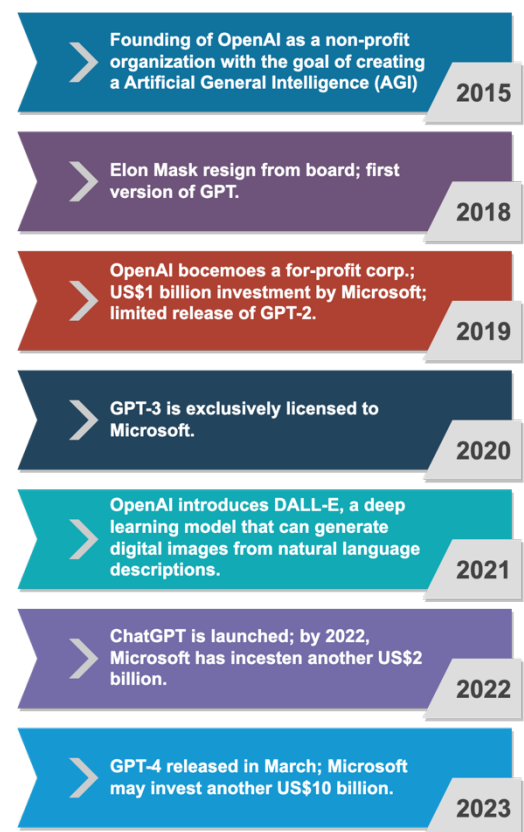 Founding of OpenAI as a non-profit
organization with the goal of creating
a Artificial General Intelligence (AGI)
2015
Elon Mask resign from board; first
version of GPT.
2018
OpenAI bocemoes a for-profit corp.;
US$1 billion investment by Microsoft;
limited release of GPT-2.
2019
GPT-3 is exclusively licensed to
Microsoft.
2020
OpenAI introduces DALL-E, a deep
learning model that can generate
digital images from natural language
descriptions.
2021
ChatGPT is launched; by 2022,
Microsoft has incesten another US$2
billion.
2022
GPT-4 released in March; Microsoft
may invest another US$10 billion.
2023